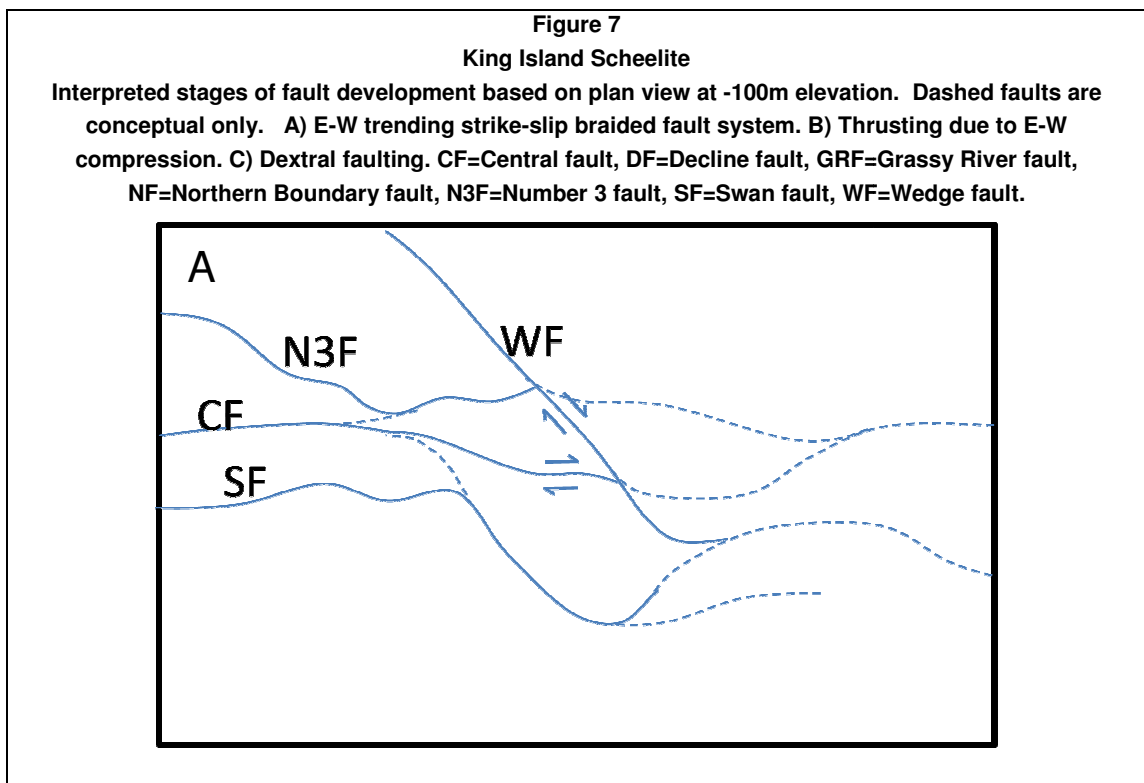 Figure 7
King Island Scheelite
Interpreted stages of fault development based on plan view at -100m elevation.  Dashed faults are
conceptual only.   A) E-W trending strike-slip braided fault system. B) Thrusting due to E-W
compression. C) Dextral faulting. CF=Central fault, DF=Decline fault, GRF=Grassy River fault,
NF=Northern Boundary fault, N3F=Number 3 fault, SF=Swan fault, WF=Wedge fault.
A
WF
N3F
CF
SF